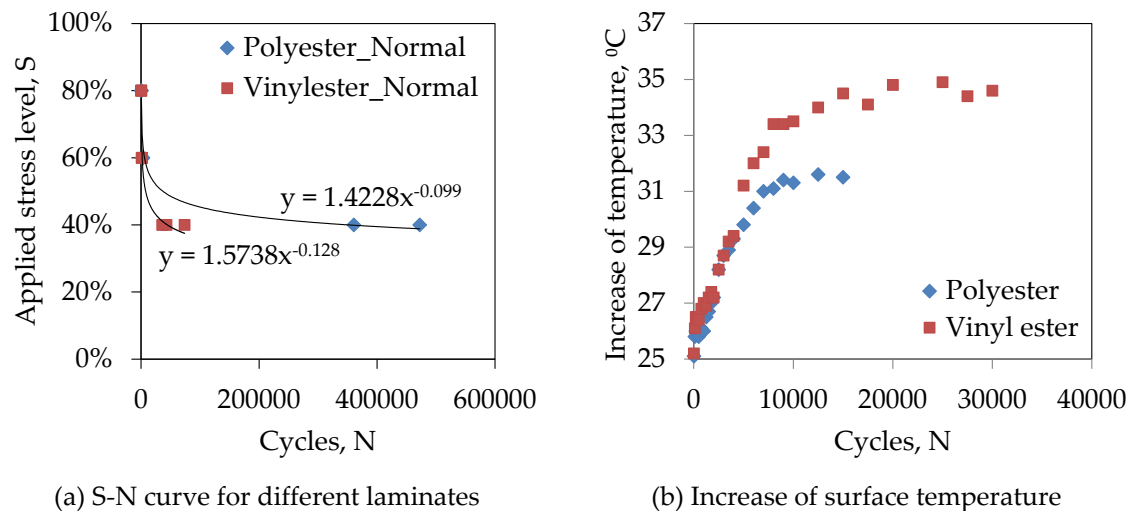 Applied stress level, S
100%
80%
60%
40%
20%
0%
Polyester_Normal
Vinylester_Normal
y = 1.4228x^-0.099
y = 1.5738x^-0.128
0 200000 400000 600000
Cycles, N
(a) S-N curve for different laminates
Increase of temperature, ⁰C
37
35
33
31
29
27
25
Polyester
Vinyl ester
0 10000 20000 30000 40000
Cycles, N
(b) Increase of surface temperature